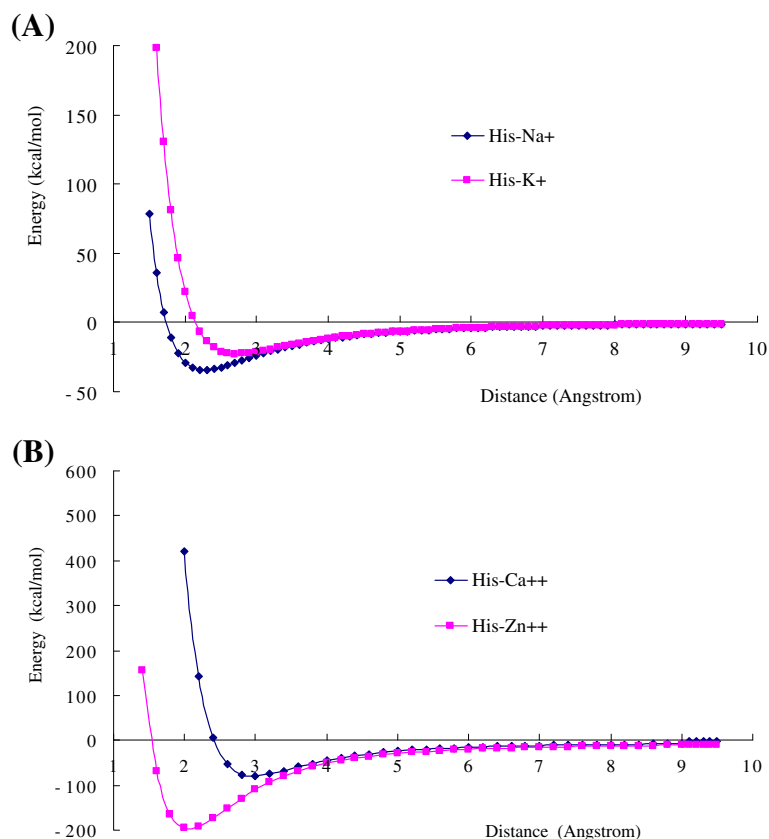 (A)
200
150
100
50
0
-50
Energy (kcal/mol)
His-Na+
His-K+
1 2 3 4 5 6 7 8 9 10
Distance (Angstrom)
(B)
600
500
400
300
200
100
0
-100
-200
Energy (kcal/mol)
His-Ca++
His-Zn++
1 2 3 4 5 6 7 8 9 10
Distance (Angstrom)